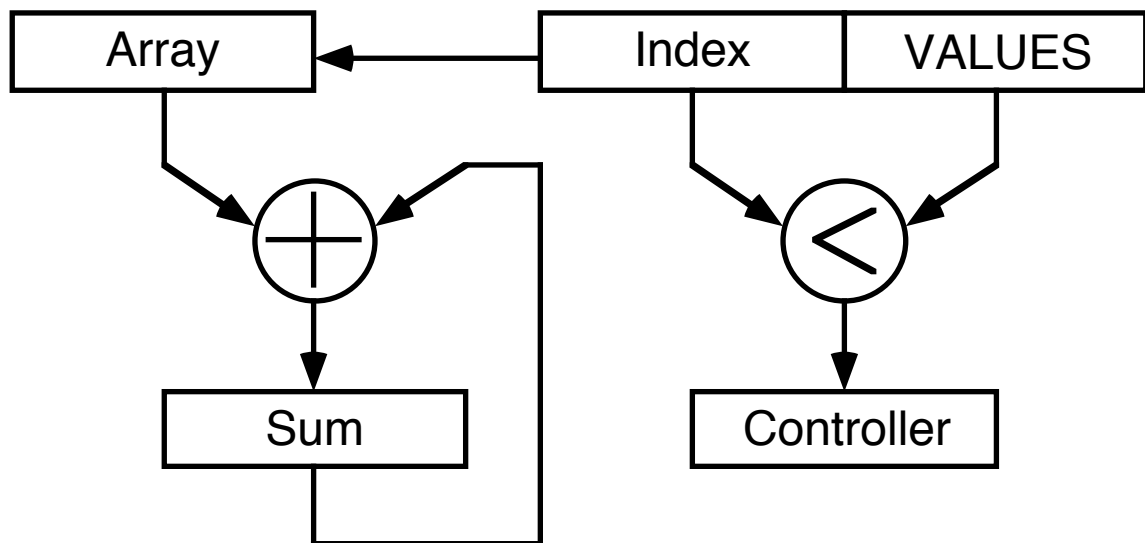 Array
Index
VALUES
+
<
Sum
Controller